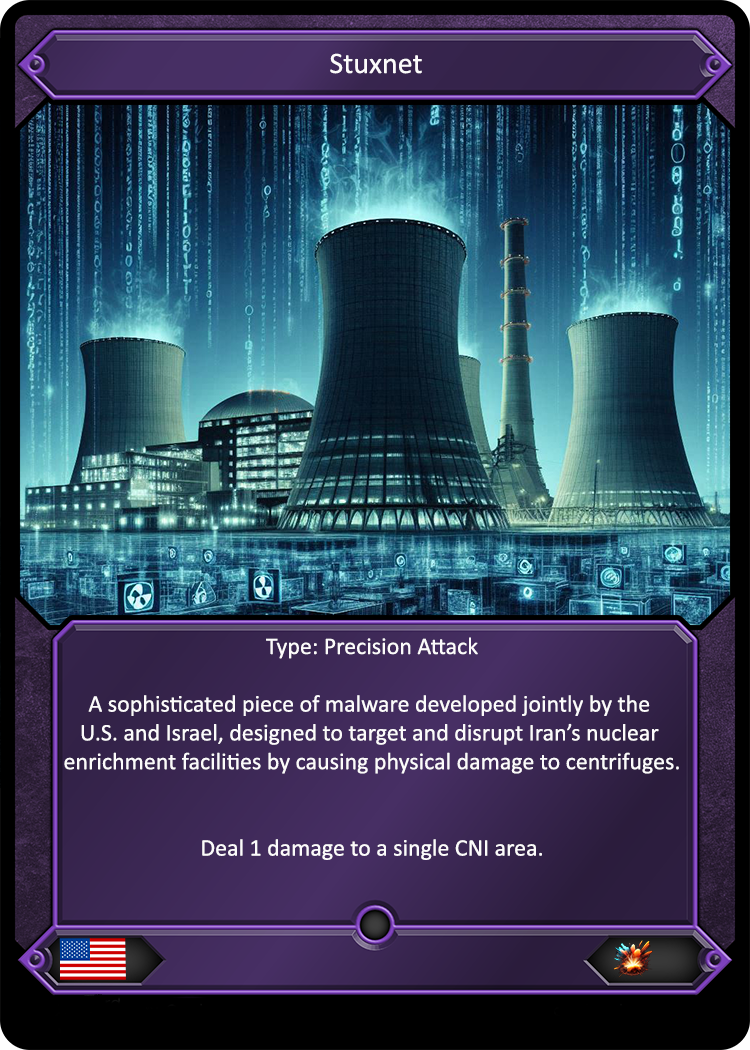 Stuxnet
Type: Precision Attack
A sophisticated piece of malware developed jointly by the
U.S. and Israel, designed to target and disrupt Iran’s nuclear
enrichment facilities by causing physical damage to centrifuges.
Deal 1 damage to a single CNI area.